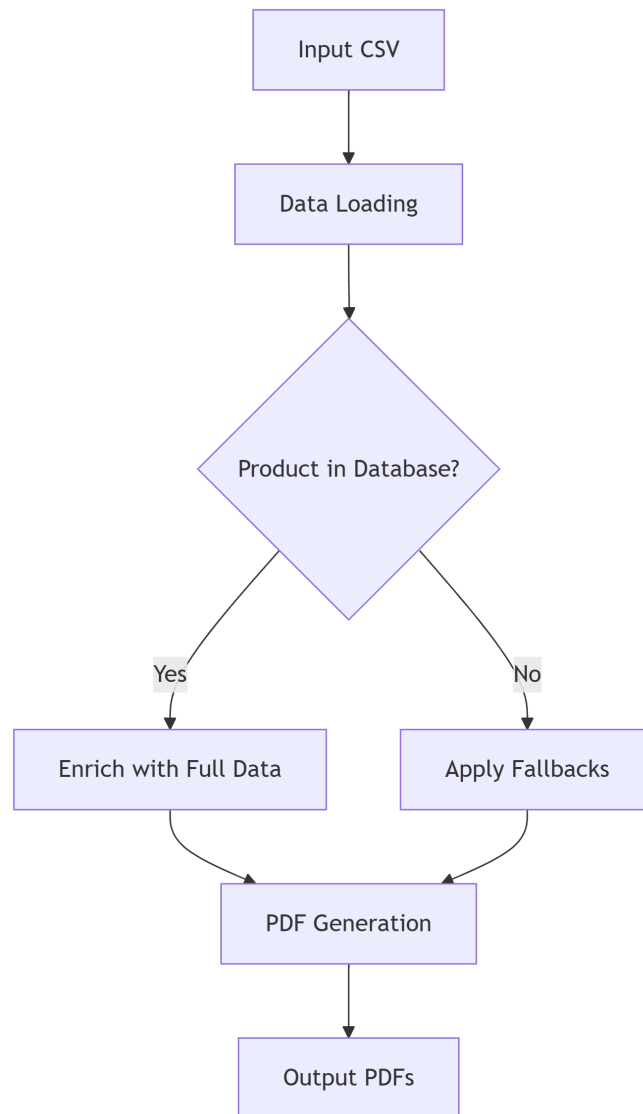 Input CSV
Data Loading
Product in Database?
Yes
No
Enrich with Full Data
Apply Fallbacks
PDF Generation
Output PDFs